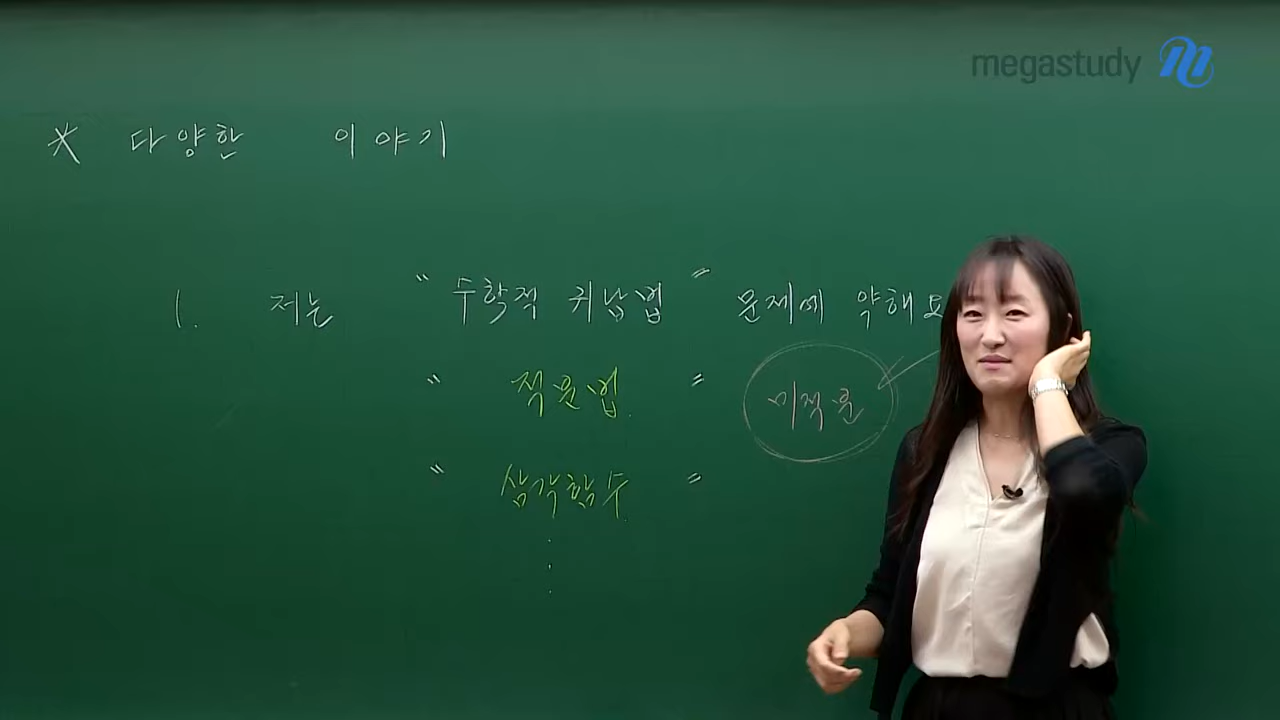 megastudy
* 다양한 이야기
1. 저는 "수학적 귀납법" 문제에 약해요
" 적분법. "
미적분
" 삼각함수. "